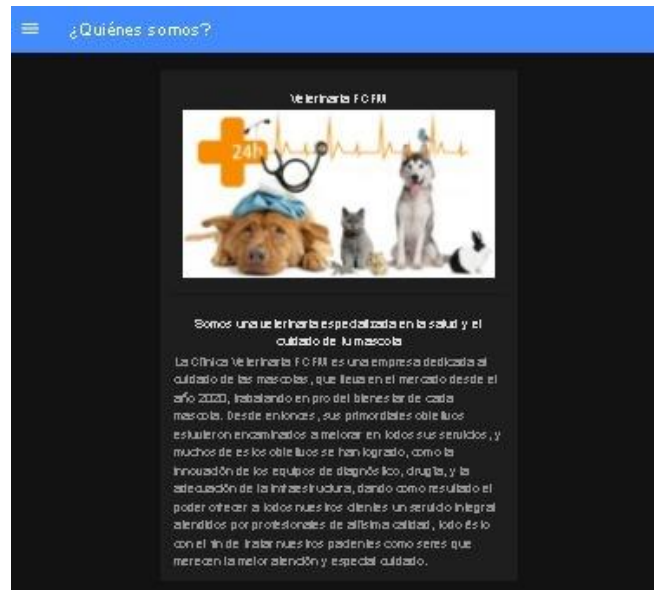 ¿Quiénes somos?
Veterinaria FCFM
24h
Somos una veterinaria especializada en la salud y el
cuidado de tu mascota
La Clínica Veterinaria FCFM es una empresa dedicada al
cuidado de las mascotas, que lleva en el mercado desde el
año 2020, trabajando en pro del bienestar de cada
mascota. Desde entonces, sus primordiales objetivos
estuvieron encaminados a mejorar en todos sus servicios, y
muchos de estos objetivos se han logrado, como la
innovación de los equipos de diagnóstico, cirugía, y la
adecuación de la infraestructura, dando como resultado el
poder ofrecer a todos nuestros clientes un servicio integral
atendidos por profesionales de altísima calidad, todo ésto
con el fin de tratar nuestros pacientes como seres que
merecen la mejor atención y especial cuidado.